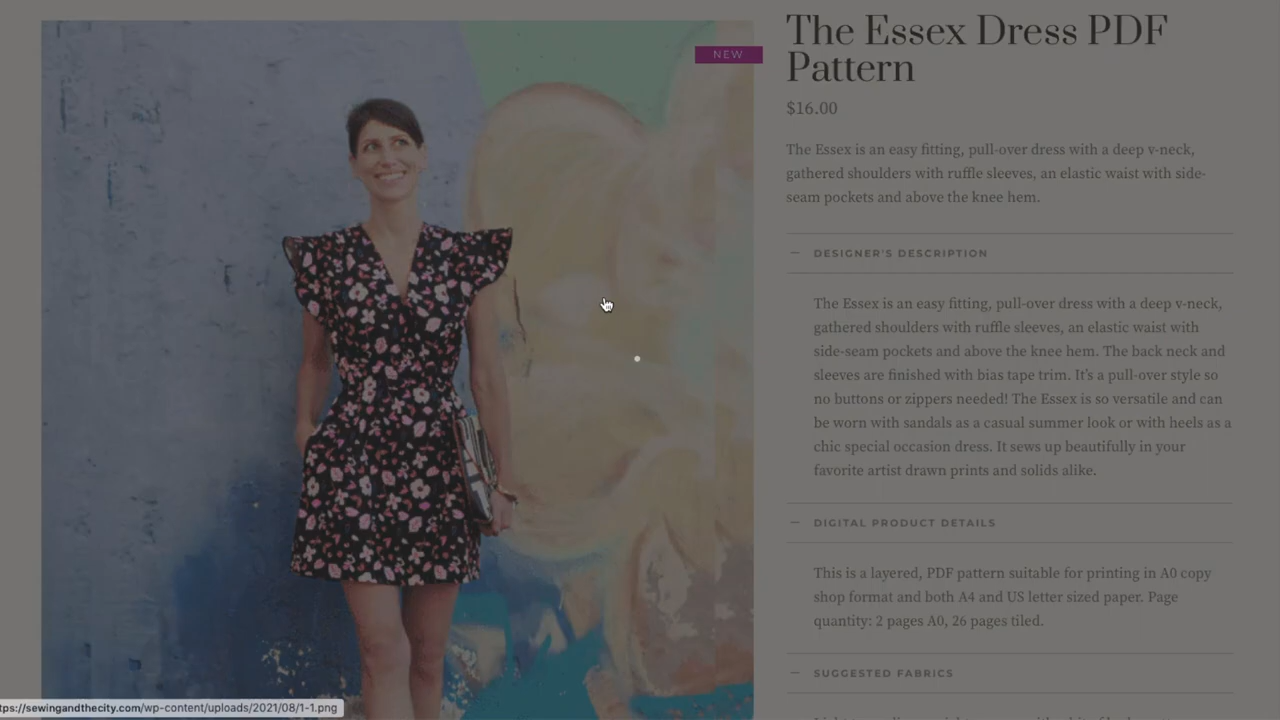 The Essex Dress PDF
Pattern
NEW
$16.00
The Essex is an easy fitting, pull-over dress with a deep v-neck,
gathered shoulders with ruffle sleeves, an elastic waist with side-
seam pockets and above the knee hem.
DESIGNER'S DESCRIPTION
The Essex is an easy fitting, pull-over dress with a deep v-neck,
gathered shoulders with ruffle sleeves, an elastic waist with
side-seam pockets and above the knee hem. The back neck and
sleeves are finished with bias tape trim. It's a pull-over style so
no buttons or zippers needed! The Essex is so versatile and can
be worn with sandals as a casual summer look or with heels as a
chic special occasion dress. It sews up beautifully in your
favorite artist drawn prints and solids alike.
DIGITAL PRODUCT DETAILS
This is a layered, PDF pattern suitable for printing in A0 copy
shop format and both A4 and US letter sized paper. Page
quantity: 2 pages A0, 26 pages tiled.
SUGGESTED FABRICS
tps://sewingandthecity.com/wp-content/uploads/2021/08/1-1.png